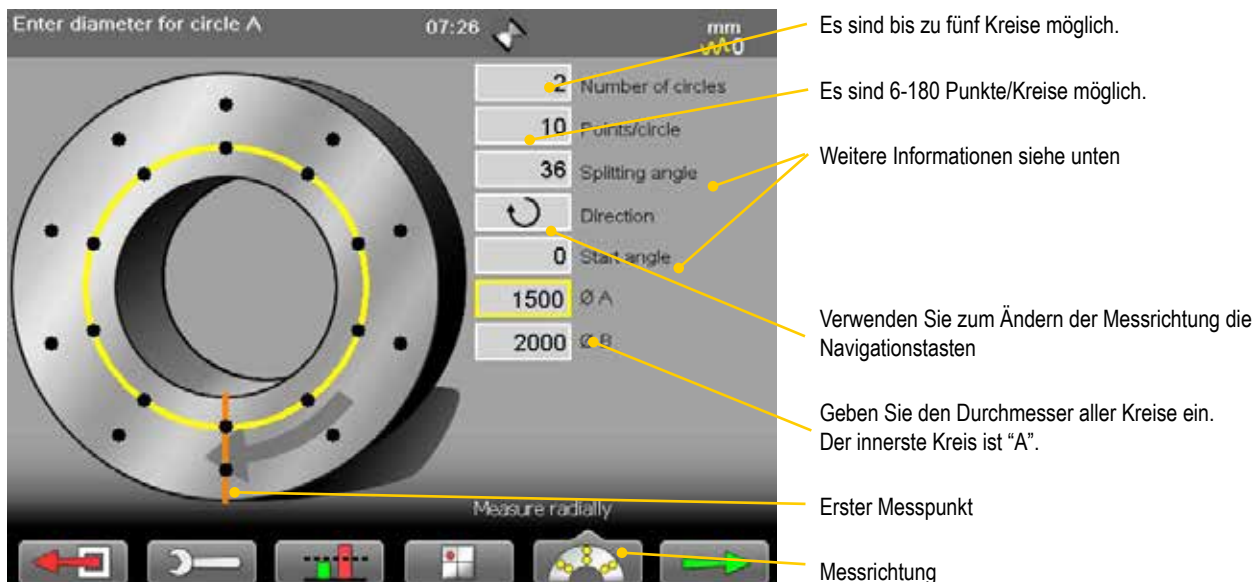 Enter diameter for circle A
07:26
mm
0
2 Number of circles
10 Points/circle
36 Splitting angle
Direction
0 Start angle
1500 Ø A
2000 Ø B
Measure radially
Es sind bis zu fünf Kreise möglich.
Es sind 6-180 Punkte/Kreise möglich.
Weitere Informationen siehe unten
Verwenden Sie zum Ändern der Messrichtung die
Navigationstasten
Geben Sie den Durchmesser aller Kreise ein.
Der innerste Kreis ist “A”.
Erster Messpunkt
Messrichtung